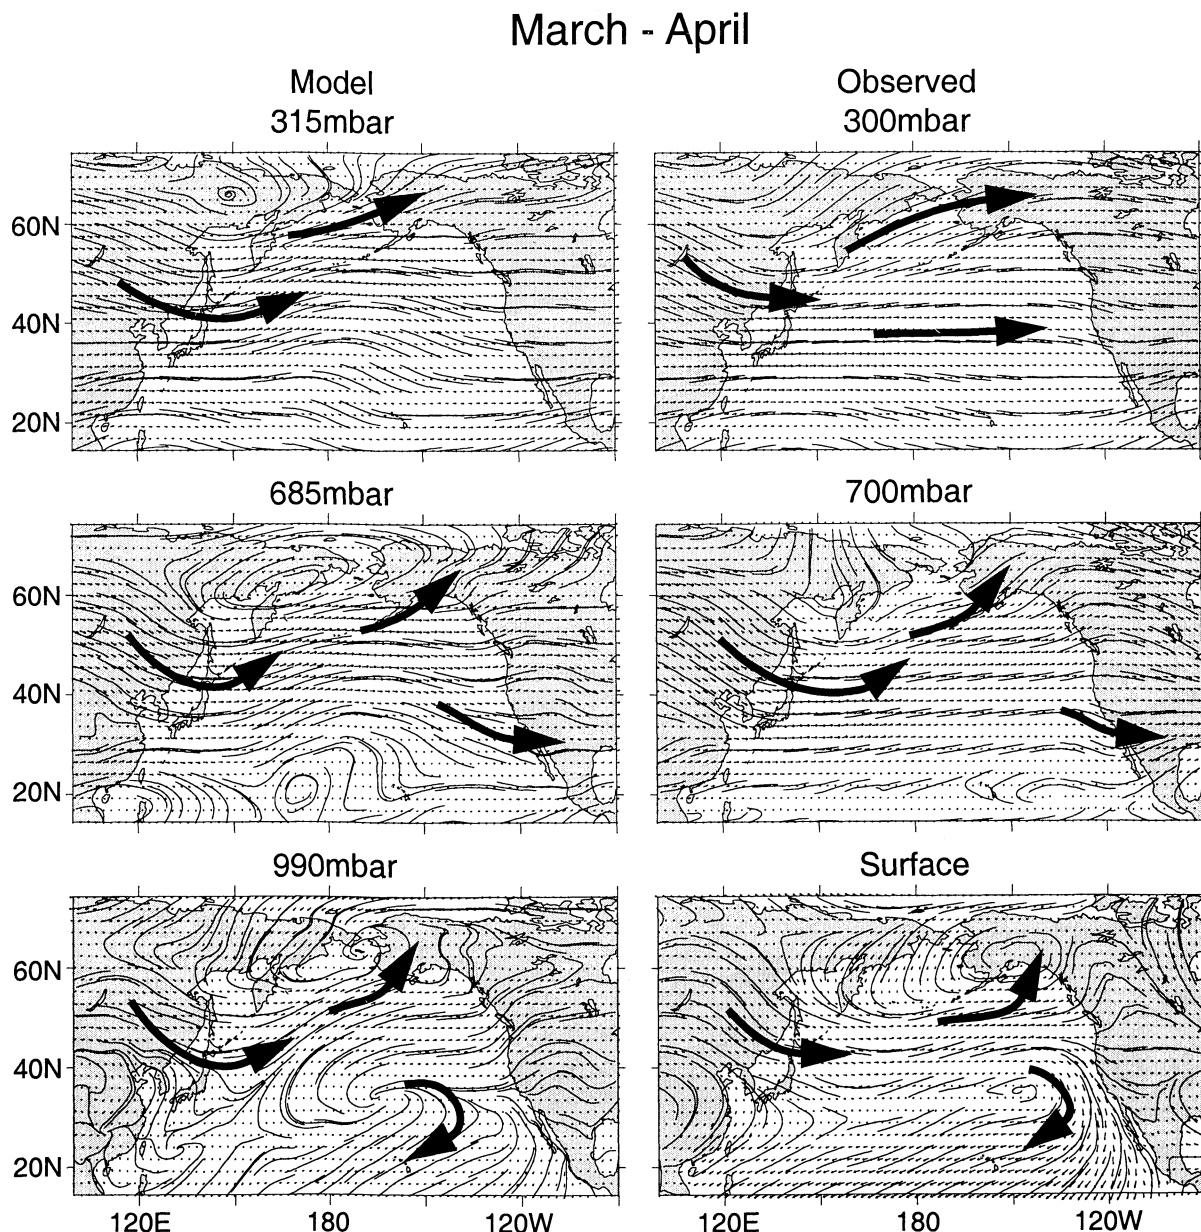 March - April
Model
315mbar
Observed
300mbar
60N
40N
20N
685mbar
700mbar
60N
40N
20N
990mbar
Surface
60N
40N
20N
120E
180
120W
120E
180
120W